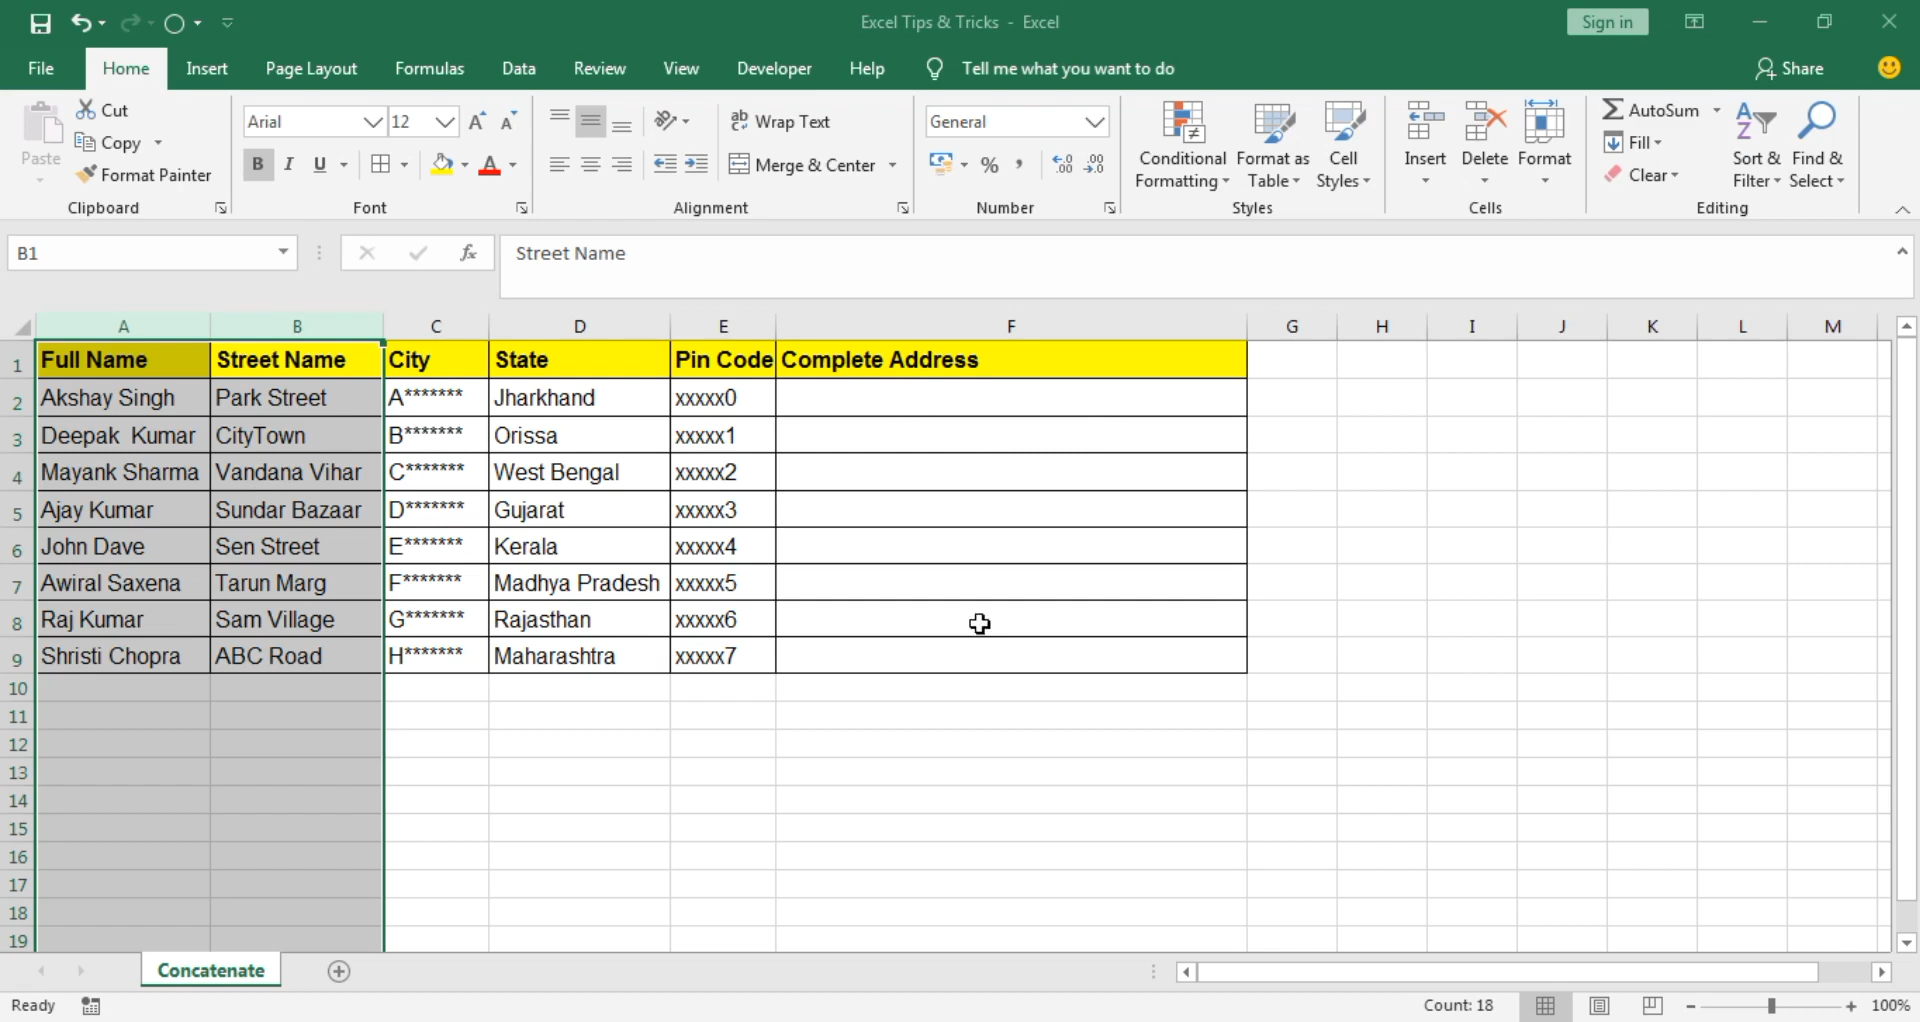 Excel Tips & Tricks - Excel
Sign in
File Home Insert Page Layout Formulas Data Review View Developer Help Tell me what you want to do Share
Paste
Cut
Copy
Format Painter
Clipboard
Arial 12
B I U
Font
Wrap Text
Merge & Center
Alignment
General
% ,
Number
Conditional Formatting
Format as Table
Cell Styles
Styles
Insert Delete Format
Cells
AutoSum
Fill
Clear
Sort & Filter
Find & Select
Editing
B1 fx Street Name
A B C D E F G H I J K L M
1 Full Name Street Name City State Pin Code Complete Address
2 Akshay Singh Park Street A******* Jharkhand xxxxx0
3 Deepak  Kumar CityTown B******* Orissa xxxxx1
4 Mayank Sharma Vandana Vihar C******* West Bengal xxxxx2
5 Ajay Kumar Sundar Bazaar D******* Gujarat xxxxx3
6 John Dave Sen Street E******* Kerala xxxxx4
7 Awiral Saxena Tarun Marg F******* Madhya Pradesh xxxxx5
8 Raj Kumar Sam Village G******* Rajasthan xxxxx6
9 Shristi Chopra ABC Road H******* Maharashtra xxxxx7
10
11
12
13
14
15
16
17
18
19
Concatenate
Ready Count: 18 100%